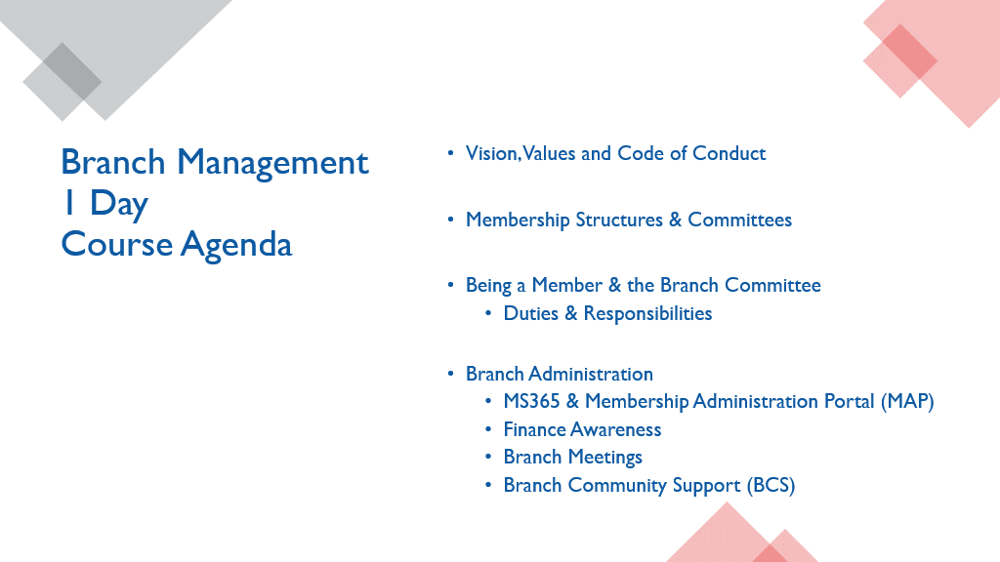 Branch Management
1 Day
Course Agenda
• Vision, Values and Code of Conduct
• Membership Structures & Committees
• Being a Member & the Branch Committee
• Duties & Responsibilities
• Branch Administration
• MS365 & Membership Administration Portal (MAP)
• Finance Awareness
• Branch Meetings
• Branch Community Support (BCS)